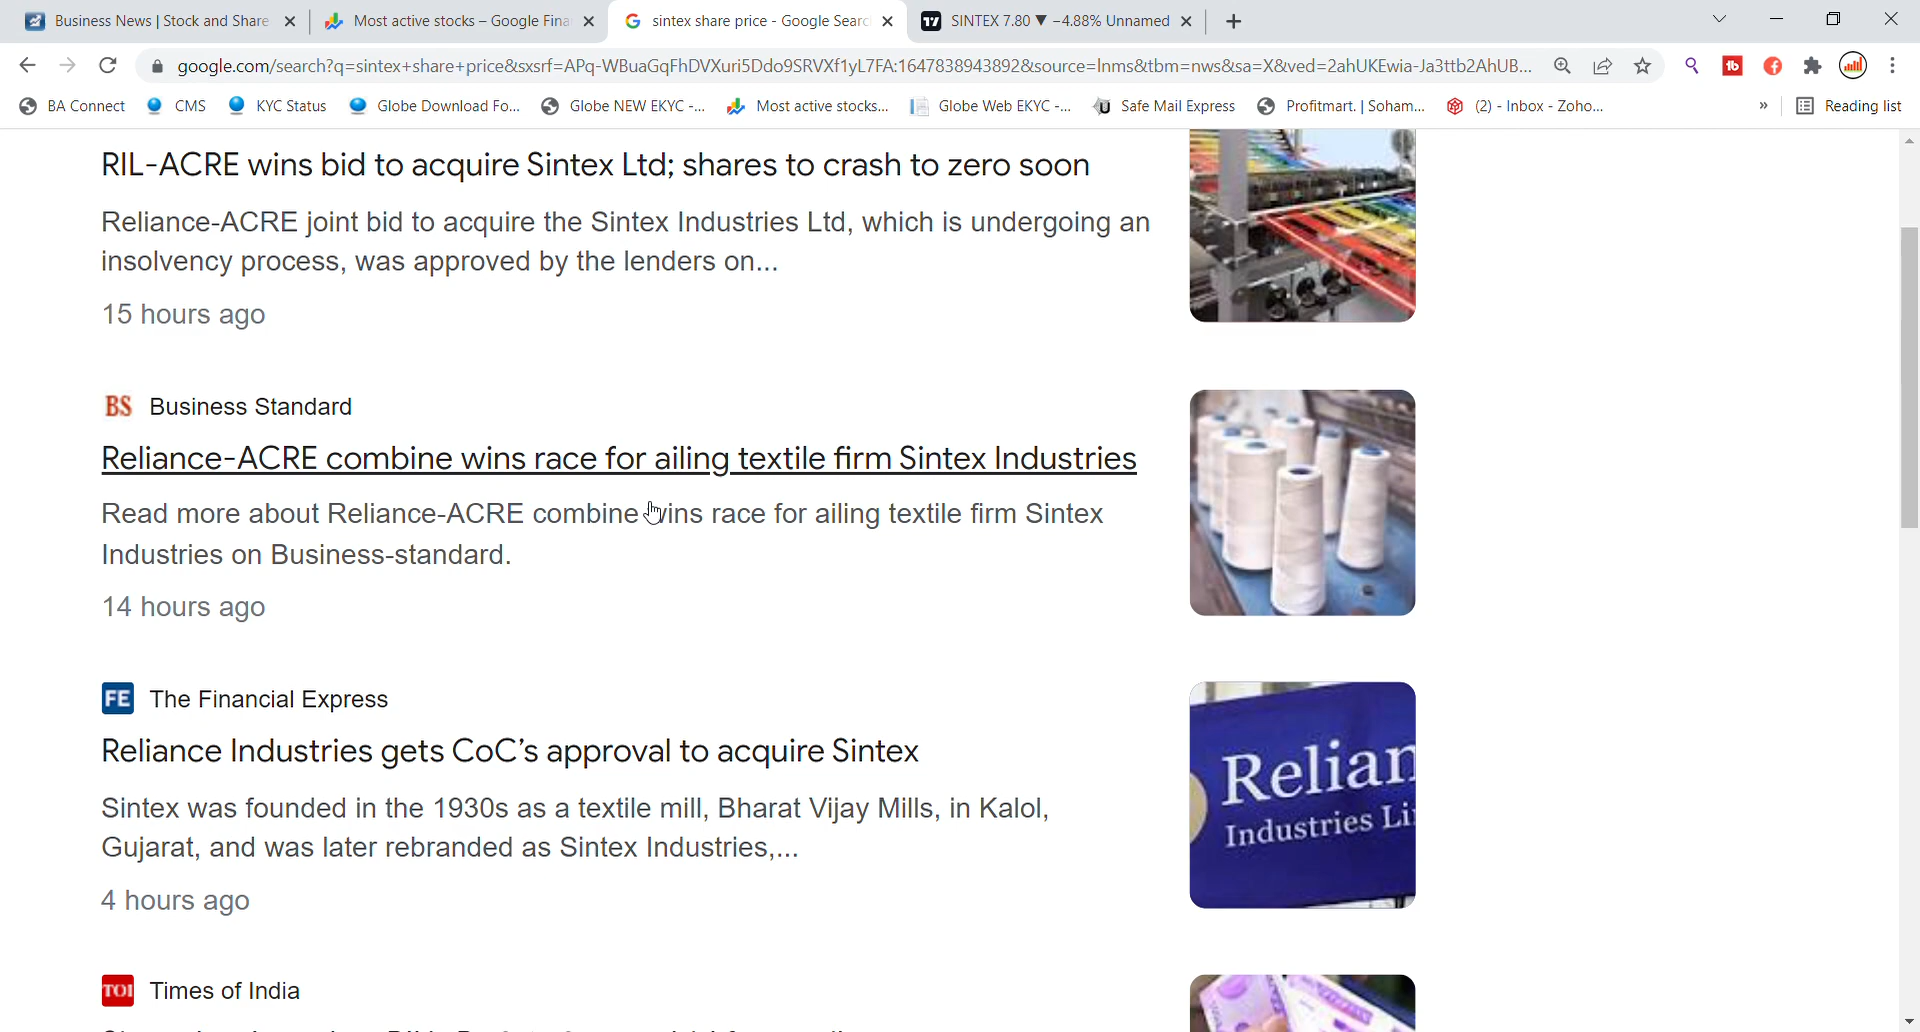 Business News | Stock and Share
Most active stocks – Google Fina
sintex share price - Google Searc
SINTEX 7.80 ▼ −4.88% Unnamed
google.com/search?q=sintex+share+price&sxsrf=APq-WBuaGqFhDVXuri5Ddo9SRVXf1yL7FA:1647838943892&source=lnms&tbm=nws&sa=X&ved=2ahUKEwia-Ja3ttb2AhUB...
BA Connect CMS KYC Status Globe Download Fo... Globe NEW EKYC -... Most active stocks... Globe Web EKYC -... Safe Mail Express Profitmart. | Soham... (2) - Inbox - Zoho... » Reading list
RIL-ACRE wins bid to acquire Sintex Ltd; shares to crash to zero soon
Reliance-ACRE joint bid to acquire the Sintex Industries Ltd, which is undergoing an
insolvency process, was approved by the lenders on...
15 hours ago
BS Business Standard
Reliance-ACRE combine wins race for ailing textile firm Sintex Industries
Read more about Reliance-ACRE combine wins race for ailing textile firm Sintex
Industries on Business-standard.
14 hours ago
FE The Financial Express
Reliance Industries gets CoC's approval to acquire Sintex
Sintex was founded in the 1930s as a textile mill, Bharat Vijay Mills, in Kalol,
Gujarat, and was later rebranded as Sintex Industries,...
4 hours ago
Relian
Industries Li
TOI Times of India